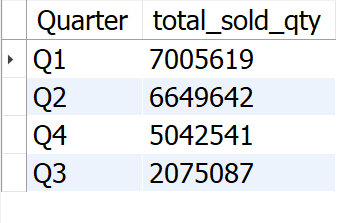 Quarter total_sold_qty
Q1 7005619
Q2 6649642
Q4 5042541
Q3 2075087